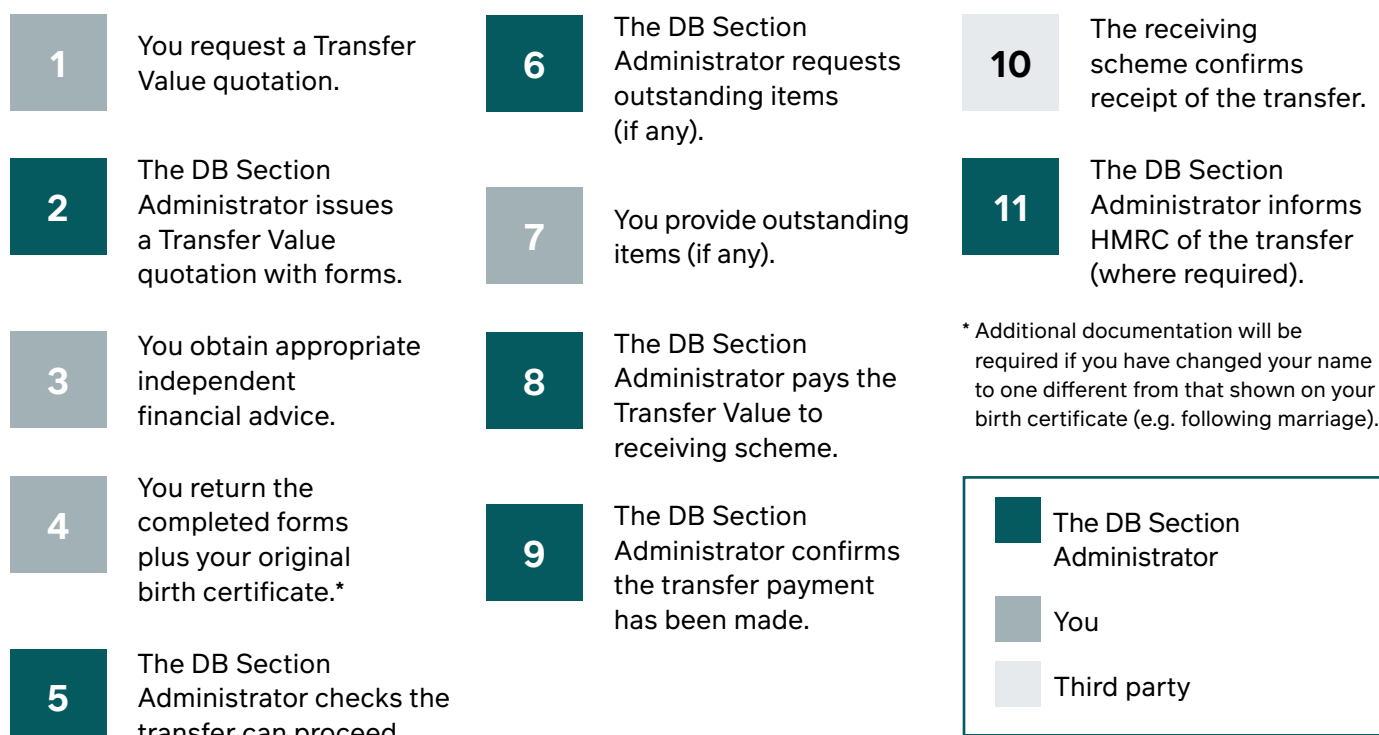 1
You request a Transfer
Value quotation.
2
The DB Section
Administrator issues
a Transfer Value
quotation with forms.
3
You obtain appropriate
independent
financial advice.
4
You return the
completed forms
plus your original
birth certificate.*
5
The DB Section
Administrator checks the
transfer can proceed
6
The DB Section
Administrator requests
outstanding items
(if any).
7
You provide outstanding
items (if any).
8
The DB Section
Administrator pays the
Transfer Value to
receiving scheme.
9
The DB Section
Administrator confirms
the transfer payment
has been made.
10
The receiving
scheme confirms
receipt of the transfer.
11
The DB Section
Administrator informs
HMRC of the transfer
(where required).
* Additional documentation will be
required if you have changed your name
to one different from that shown on your
birth certificate (e.g. following marriage).
The DB Section
Administrator
You
Third party